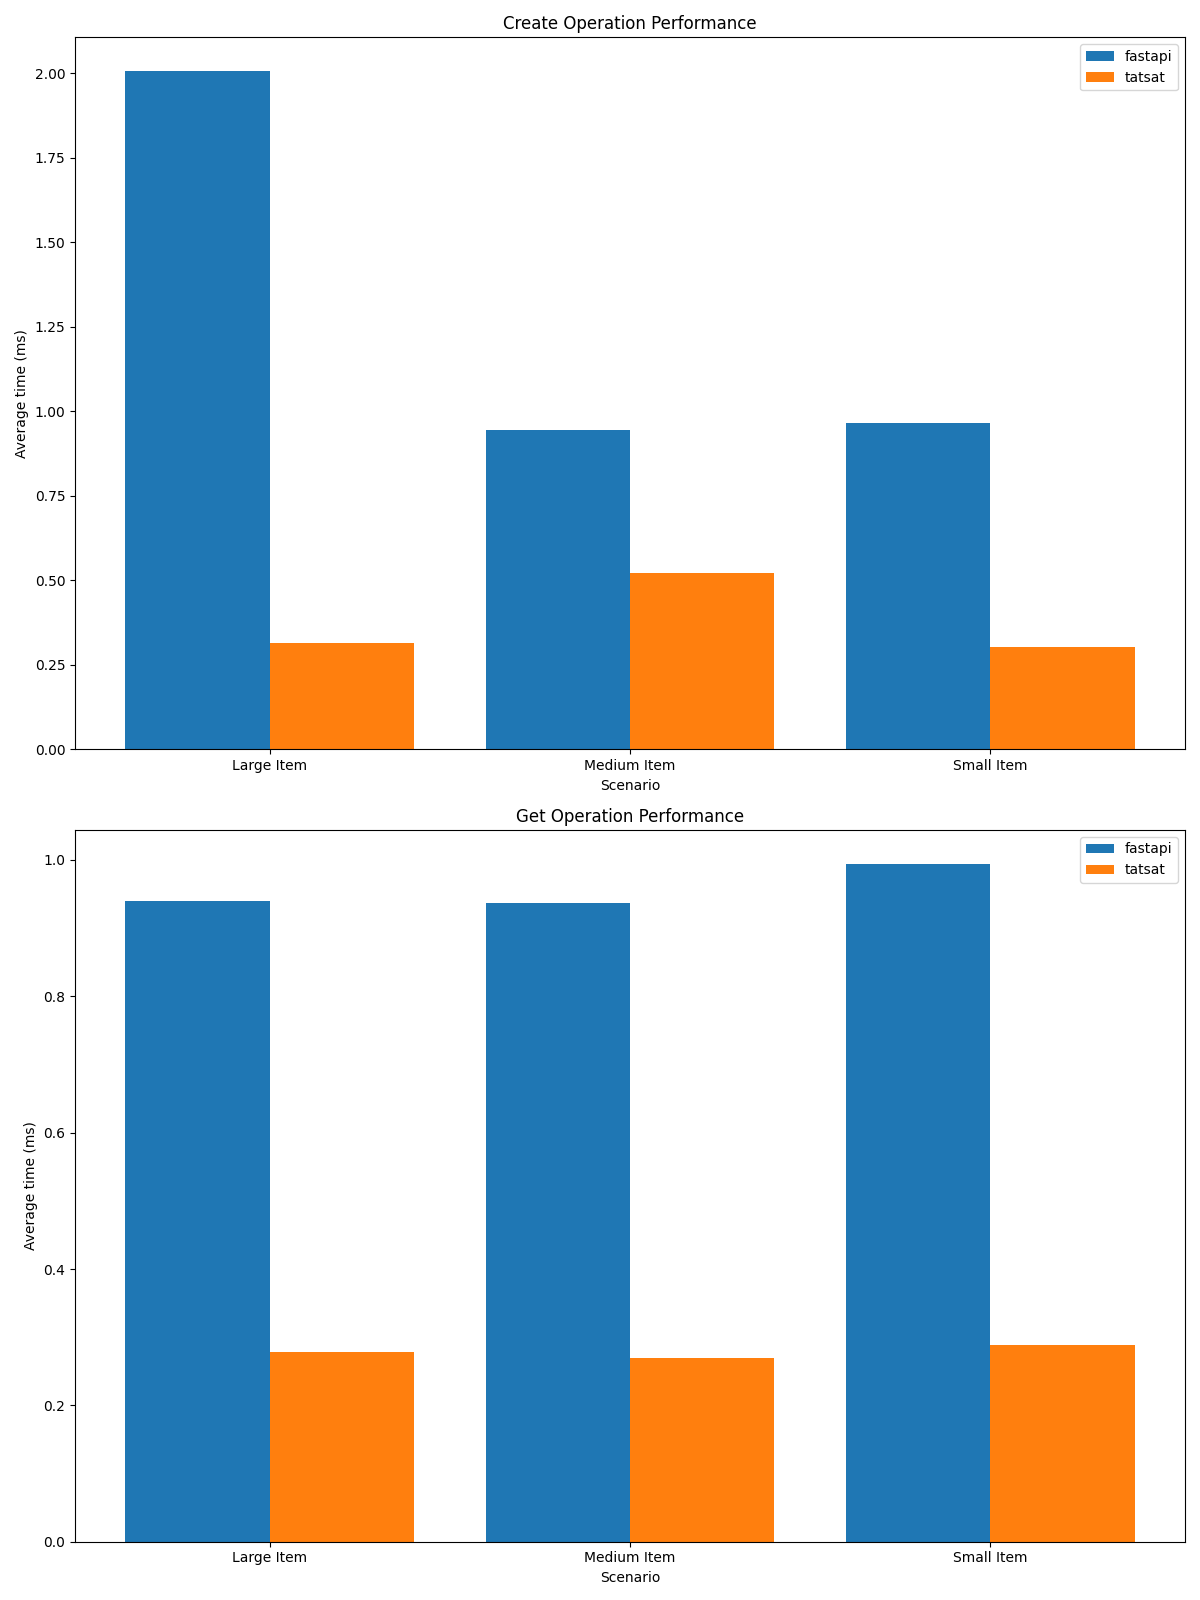 Create Operation Performance
fastapi
tatsat
2.00
1.75
1.50
1.25
1.00
0.75
0.50
0.25
0.00
Average time (ms)
Large Item Medium Item Small Item
Scenario
Get Operation Performance
fastapi
tatsat
1.0
0.8
0.6
0.4
0.2
0.0
Average time (ms)
Large Item Medium Item Small Item
Scenario